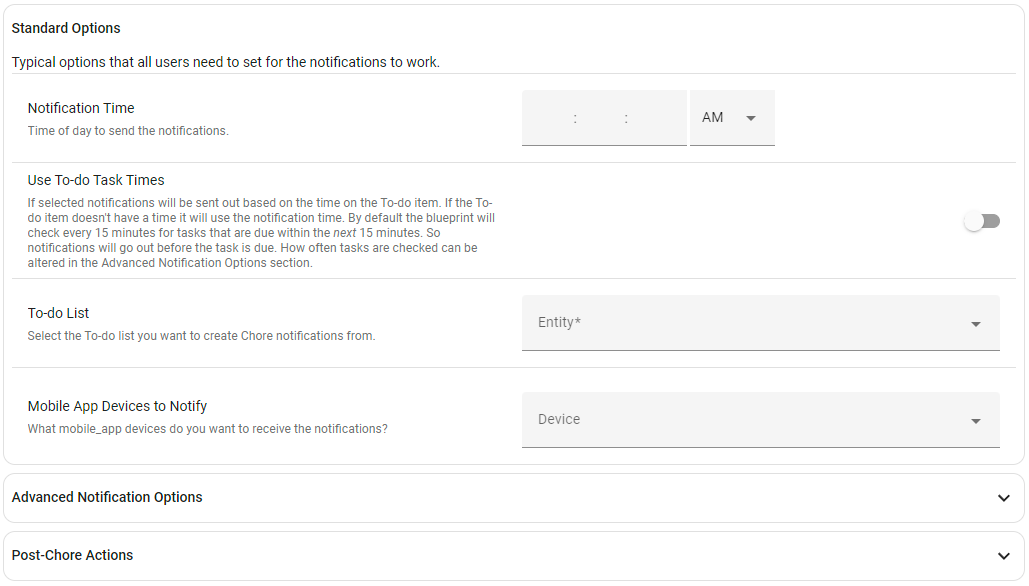 Standard Options
Typical options that all users need to set for the notifications to work.
Notification Time
Time of day to send the notifications.
: : AM
Use To-do Task Times
If selected notifications will be sent out based on the time on the To-do item. If the To-
do item doesn't have a time it will use the notification time. By default the blueprint will
check every 15 minutes for tasks that are due within the next 15 minutes. So
notifications will go out before the task is due. How often tasks are checked can be
altered in the Advanced Notification Options section.
To-do List
Select the To-do list you want to create Chore notifications from.
Entity*
Mobile App Devices to Notify
What mobile_app devices do you want to receive the notifications?
Device
Advanced Notification Options
Post-Chore Actions